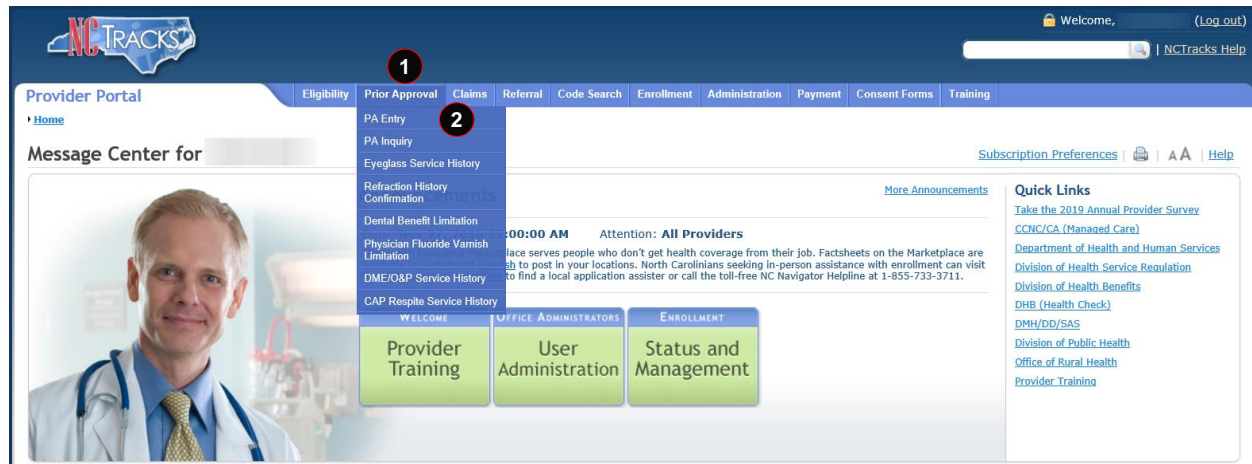 NCTRACKS
Welcome, (Log out)
NCTracks Help
1
Provider Portal
Eligibility Prior Approval Claims Referral Code Search Enrollment Administration Payment Consent Forms Training
Home
PA Entry
2
PA Inquiry
Eyeglass Service History
Refraction History
Confirmation
Dental Benefit Limitation
Physician Fluoride Varnish
Limitation
DME/O&P Service History
CAP Respite Service History
Message Center for
Subscription Preferences | | A A | Help
More Announcements
:00:00 AM Attention: All Providers
place serves people who don't get health coverage from their job. Factsheets on the Marketplace are
to post in your locations. North Carolinians seeking in-person assistance with enrollment can visit
to find a local application assister or call the toll-free NC Navigator Helpline at 1-855-733-
3711.
WELCOME
Provider
Training
OFFICE ADMINISTRATORS
User
Administration
ENROLLMENT
Status and
Management
Quick Links
Take the 2019 Annual Provider Survey
CCNC/CA (Managed Care)
Department of Health and Human Services
Division of Health Service Regulation
Division of Health Benefits
DHB (Health Check)
DMH/DD/SAS
Division of Public Health
Office of Rural Health
Provider Training